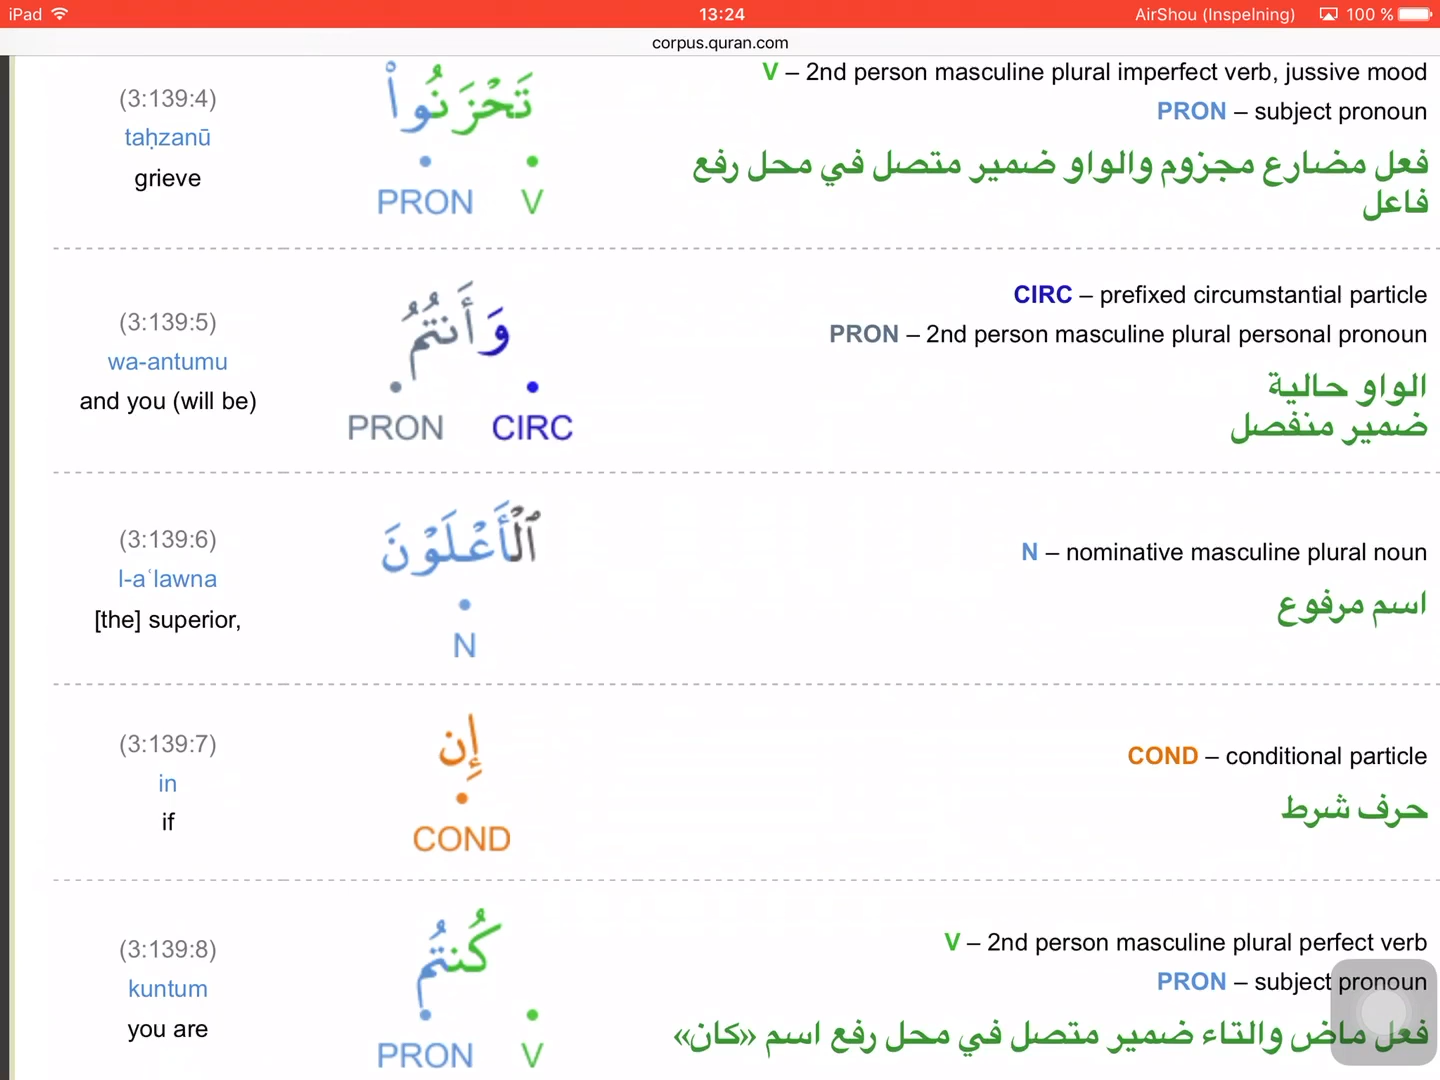 iPad 13:24 AirShou (Inspelning) 100 %
corpus.quran.com
(3:139:4)
taḥzanū
grieve
تَحْزَنُوا۟
PRON V
V – 2nd person masculine plural imperfect verb, jussive mood
PRON – subject pronoun
فعل مضارع مجزوم والواو ضمير متصل في محل رفع
فاعل
(3:139:5)
wa-antumu
and you (will be)
وَأَنتُمُ
PRON CIRC
CIRC – prefixed circumstantial particle
PRON – 2nd person masculine plural personal pronoun
الواو حالية
ضمير منفصل
(3:139:6)
l-aʿlawna
[the] superior,
ٱلْأَعْلَوْنَ
N
N – nominative masculine plural noun
اسم مرفوع
(3:139:7)
in
if
إِن
COND
COND – conditional particle
حرف شرط
(3:139:8)
kuntum
you are
كُنتُم
PRON V
V – 2nd person masculine plural perfect verb
PRON – subject pronoun
فعل ماض والتاء ضمير متصل في محل رفع اسم «كان»